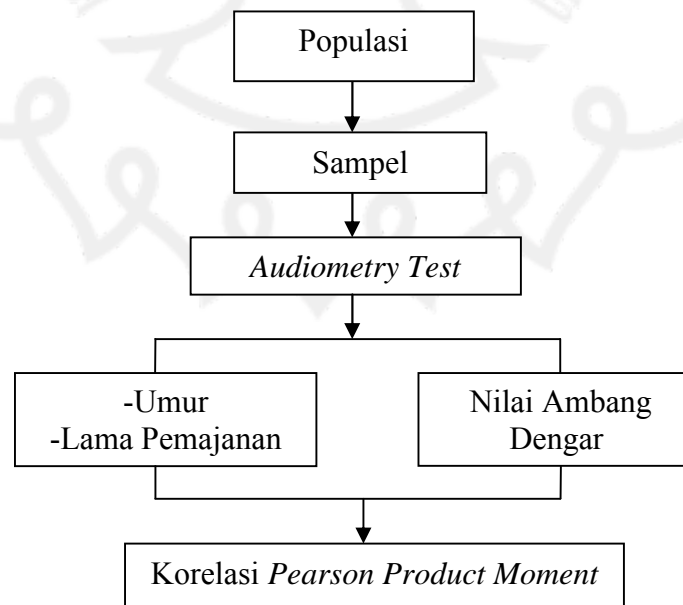 Populasi
Sampel
Audiometry Test
-Umur
-Lama Pemajanan
Nilai Ambang
Dengar
Korelasi Pearson Product Moment